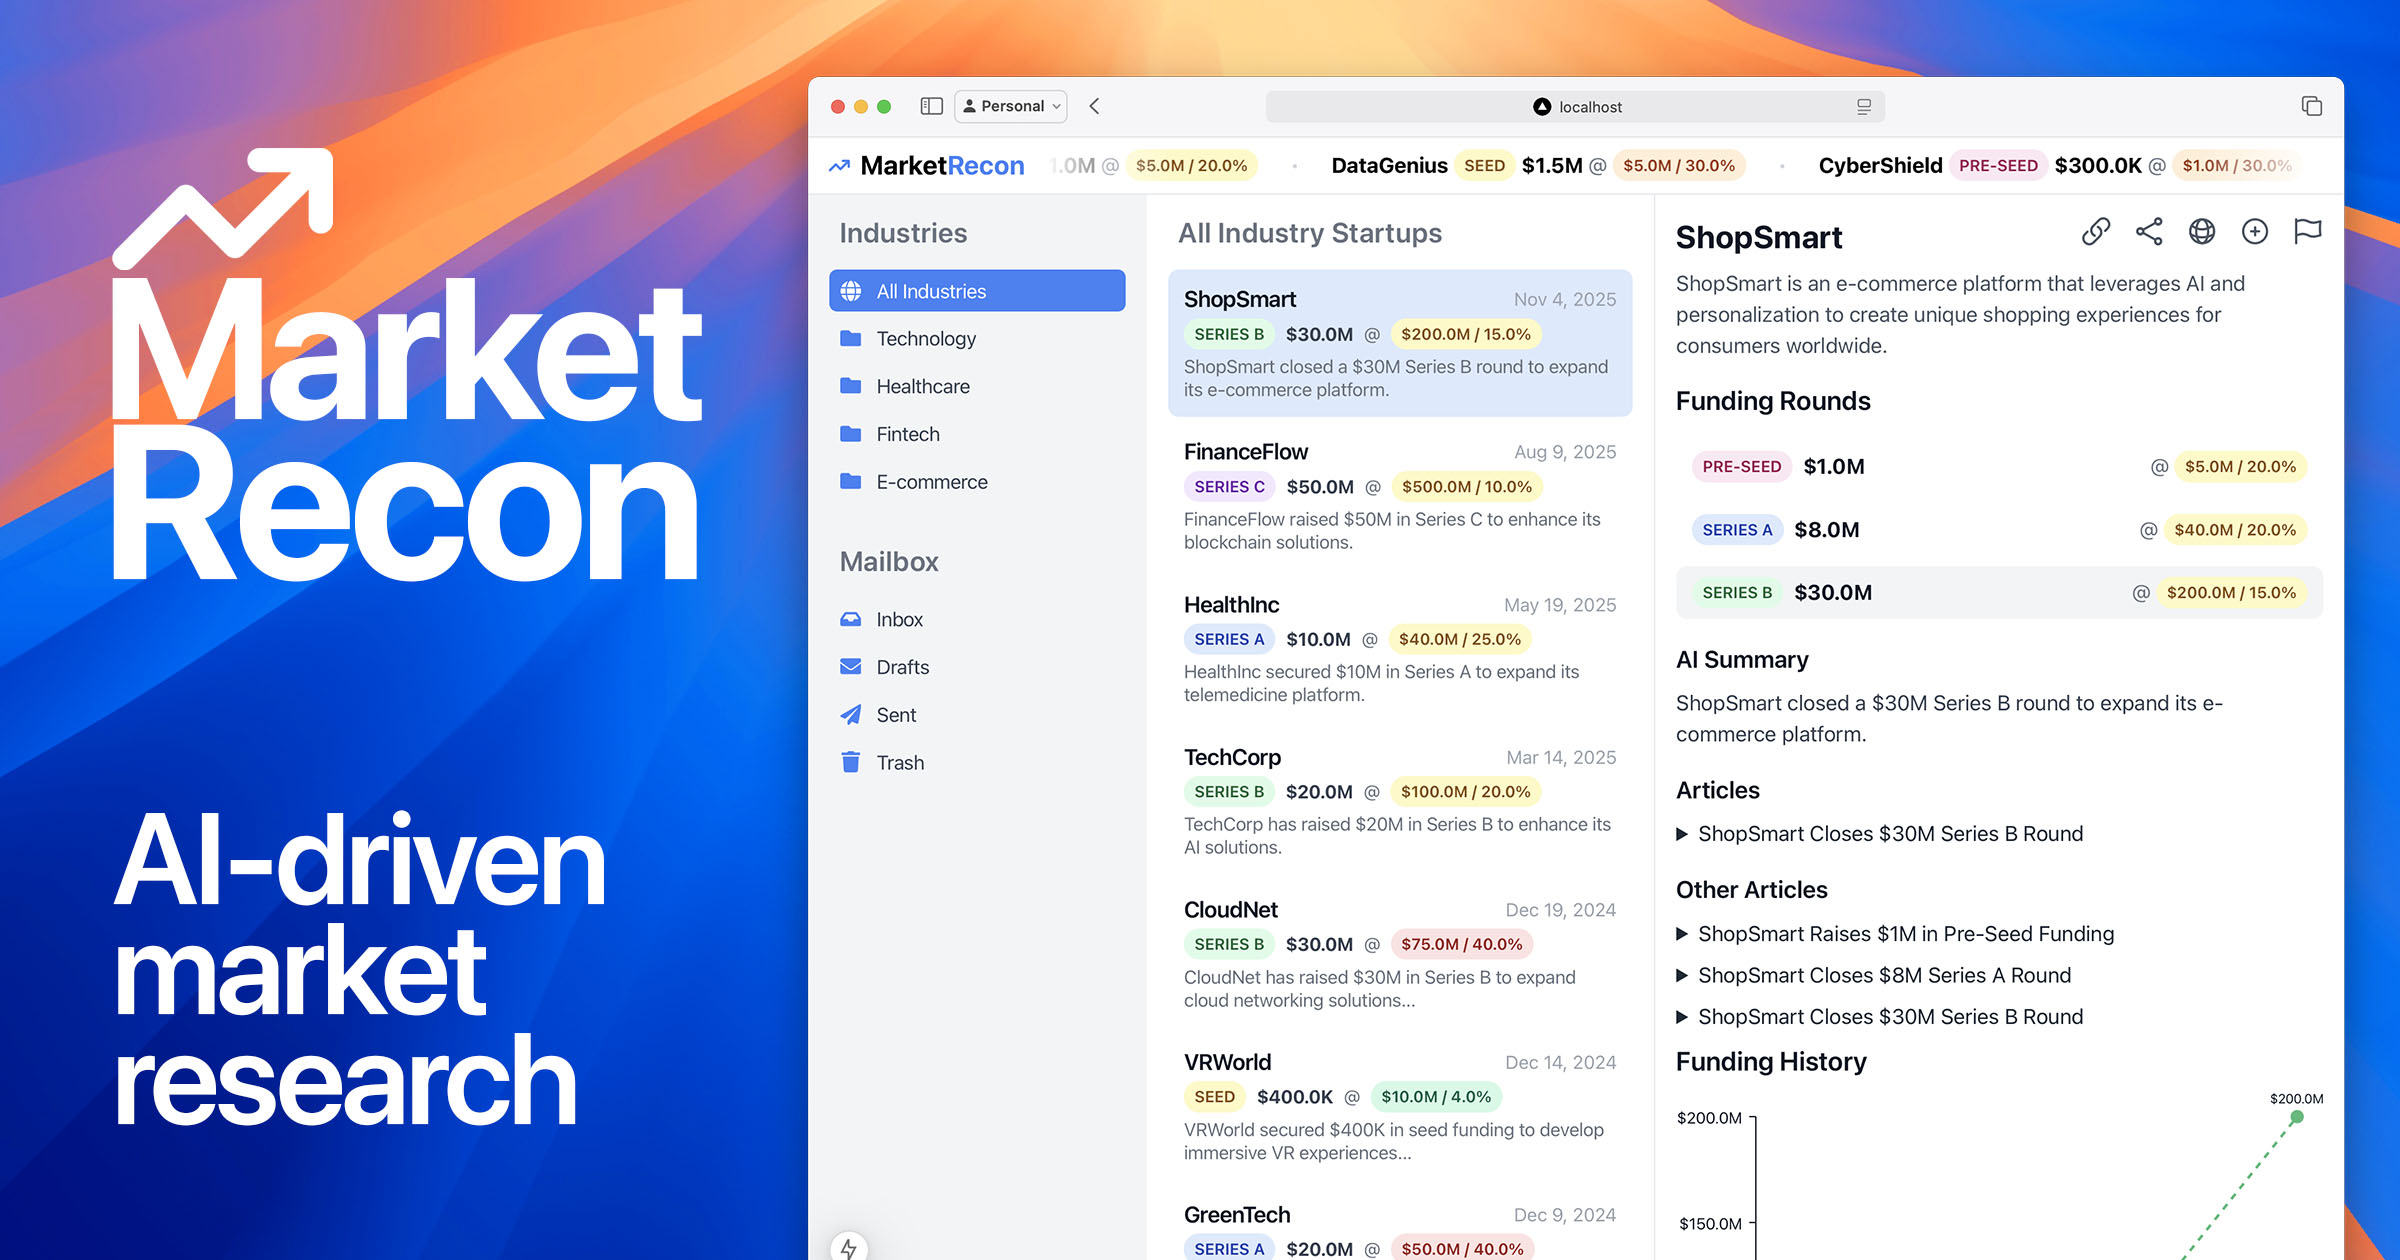 Market
Recon
AI-driven
market
research
Personal
localhost
MarketRecon
1.0M @ $5.0M / 20.0%
DataGenius SEED $1.5M @ $5.0M / 30.0%
CyberShield PRE-SEED $300.0K @ $1.0M / 30.0%
Industries
All Industries
Technology
Healthcare
Fintech
E-commerce
Mailbox
Inbox
Drafts
Sent
Trash
All Industry Startups
ShopSmart Nov 4, 2025
SERIES B $30.0M @ $200.0M / 15.0%
ShopSmart closed a $30M Series B round to expand
its e-commerce platform.
FinanceFlow Aug 9, 2025
SERIES C $50.0M @ $500.0M / 10.0%
FinanceFlow raised $50M in Series C to enhance its
blockchain solutions.
HealthInc May 19, 2025
SERIES A $10.0M @ $40.0M / 25.0%
HealthInc secured $10M in Series A to expand its
telemedicine platform.
TechCorp Mar 14, 2025
SERIES B $20.0M @ $100.0M / 20.0%
TechCorp has raised $20M in Series B to enhance its
AI solutions.
CloudNet Dec 19, 2024
SERIES B $30.0M @ $75.0M / 40.0%
CloudNet has raised $30M in Series B to expand
cloud networking solutions...
VRWorld Dec 14, 2024
SEED $400.0K @ $10.0M / 4.0%
VRWorld secured $400K in seed funding to develop
immersive VR experiences...
GreenTech Dec 9, 2024
SERIES A $20.0M @ $50.0M / 40.0%
ShopSmart
ShopSmart is an e-commerce platform that leverages AI and
personalization to create unique shopping experiences for
consumers worldwide.
Funding Rounds
PRE-SEED $1.0M @ $5.0M / 20.0%
SERIES A $8.0M @ $40.0M / 20.0%
SERIES B $30.0M @ $200.0M / 15.0%
AI Summary
ShopSmart closed a $30M Series B round to expand its e-
commerce platform.
Articles
ShopSmart Closes $30M Series B Round
Other Articles
ShopSmart Raises $1M in Pre-Seed Funding
ShopSmart Closes $8M Series A Round
ShopSmart Closes $30M Series B Round
Funding History
$200.0M
$200.0M
$150.0M